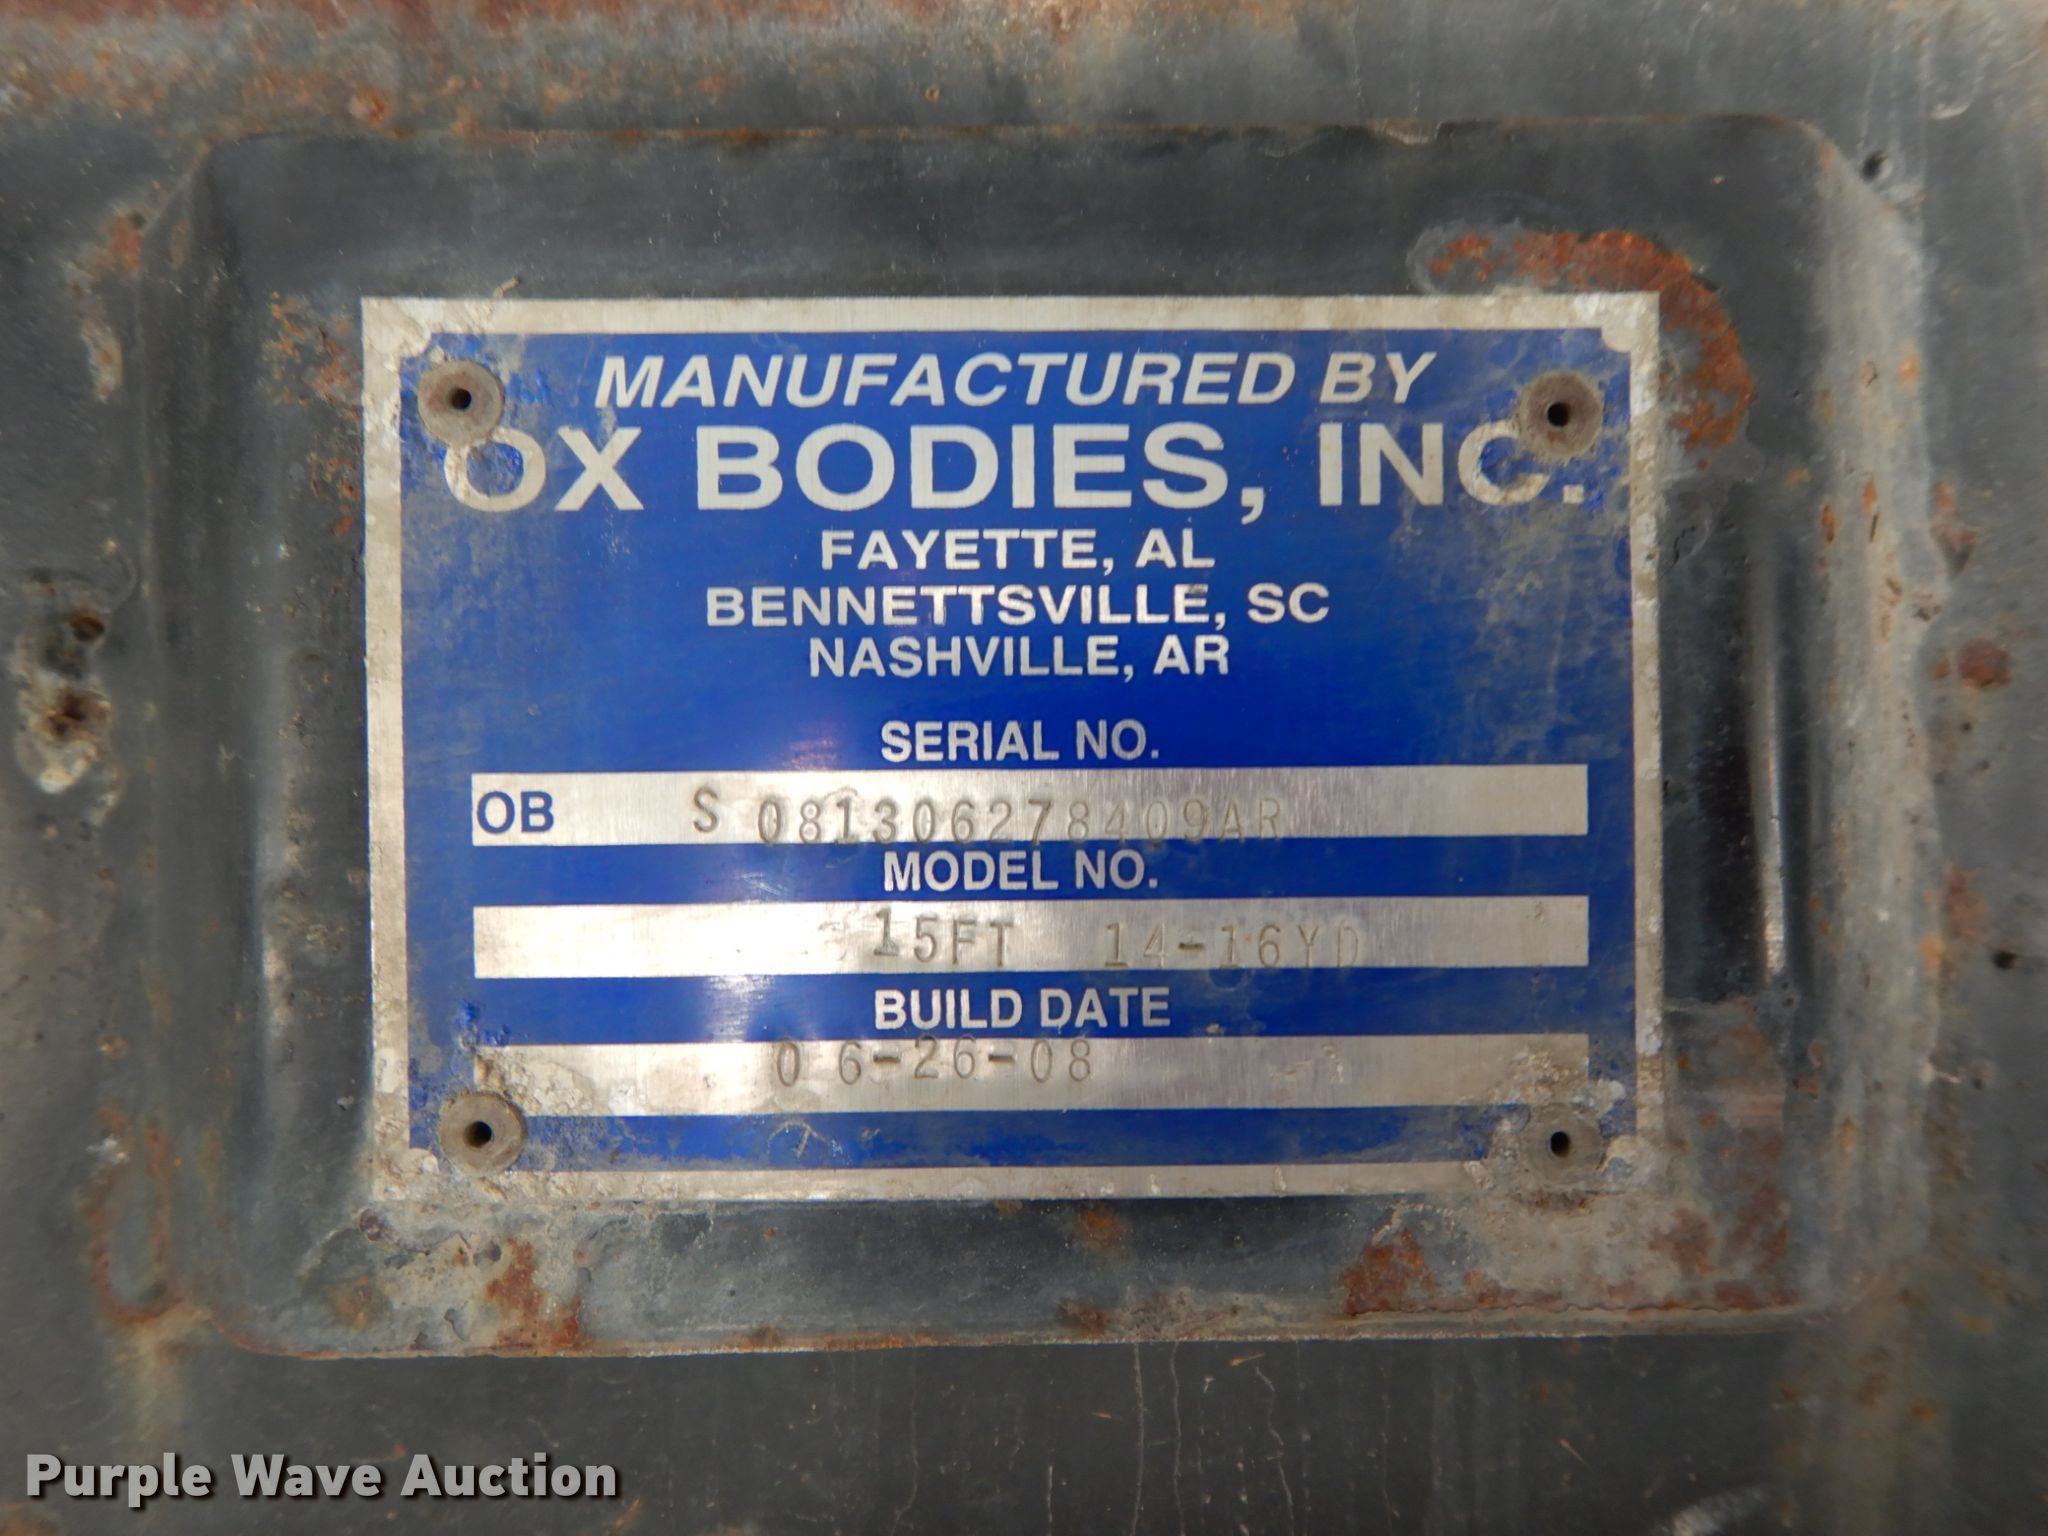 MANUFACTURED BY
OX BODIES, INC.
FAYETTE, AL
BENNETTSVILLE, SC
NASHVILLE, AR
SERIAL NO.
OB S 081306278409AR
MODEL NO.
15FT 14-16YD
BUILD DATE
06-26-08
Purple Wave Auction